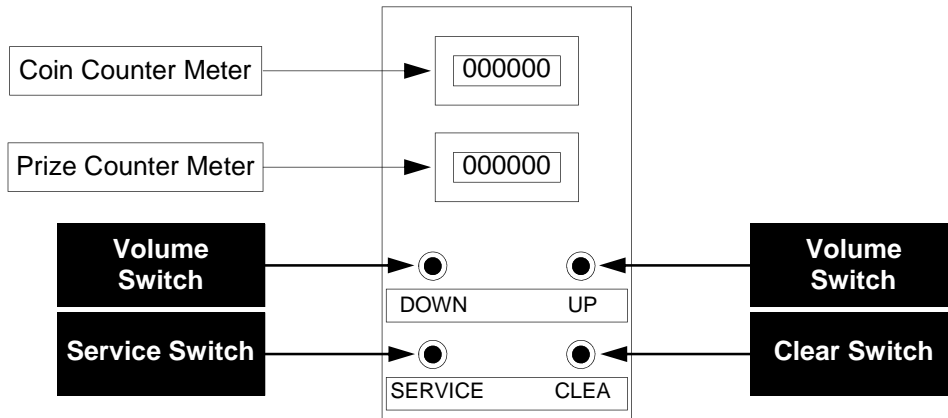 Coin Counter Meter
000000
Prize Counter Meter
000000
Volume
Switch
Volume
Switch
DOWN UP
Service Switch
Clear Switch
SERVICE CLEA